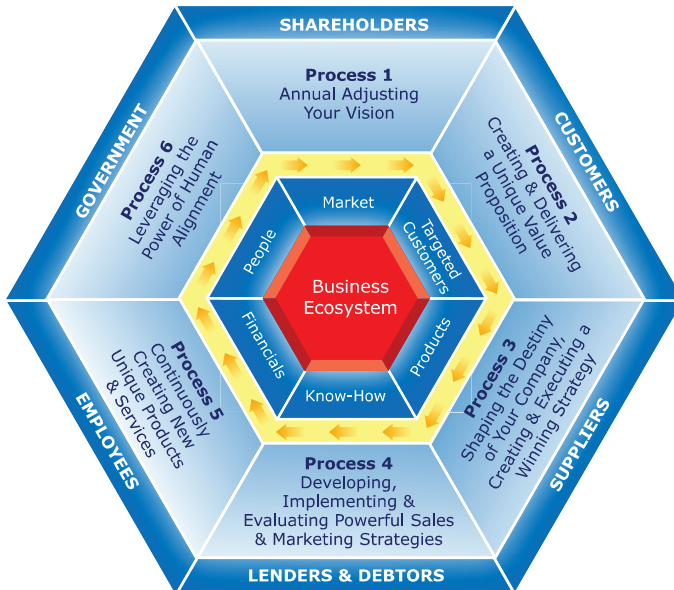 SHAREHOLDERS
Process 1
Annual Adjusting
Your Vision
CUSTOMERS
Process 2
Creating & Delivering
a Unique Value
Proposition
SUPPLIERS
Process 3
Shaping the Destiny
of Your Company,
Creating & Executing a
Winning Strategy
LENDERS & DEBTORS
Process 4
Developing,
Implementing &
Evaluating Powerful Sales
& Marketing Strategies
EMPLOYEES
Process 5
Continuously
Creating New
Unique Products
& Services
GOVERNMENT
Process 6
Leveraging the
Power of Human
Alignment
Market
Targeted
Customers
Products
Know-How
Financials
People
Business
Ecosystem